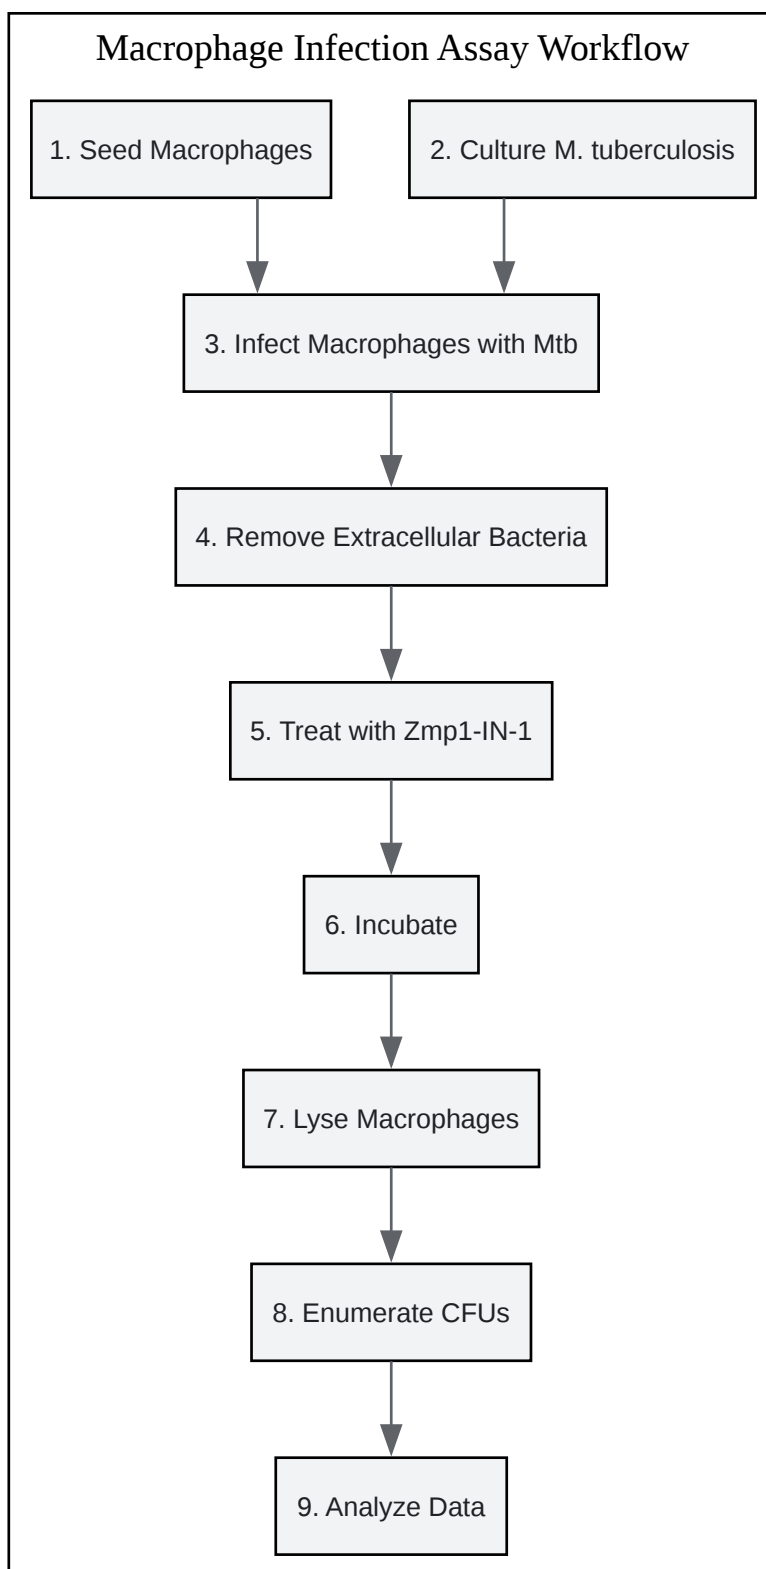 Macrophage Infection Assay Workflow
1. Seed Macrophages
2. Culture M. tuberculosis
3. Infect Macrophages with Mtb
4. Remove Extracellular Bacteria
5. Treat with Zmp1-IN-1
6. Incubate
7. Lyse Macrophages
8. Enumerate CFUs
9. Analyze Data